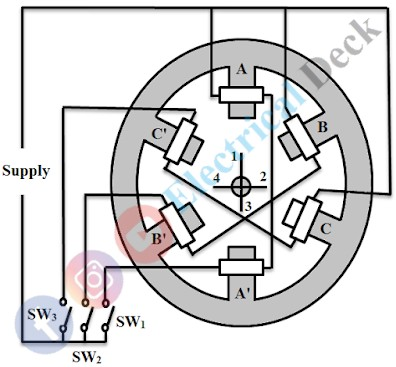 A
C'
B
1
4
2
3
Supply
B'
C
A'
SW3
SW1
SW2
Electrical Deck